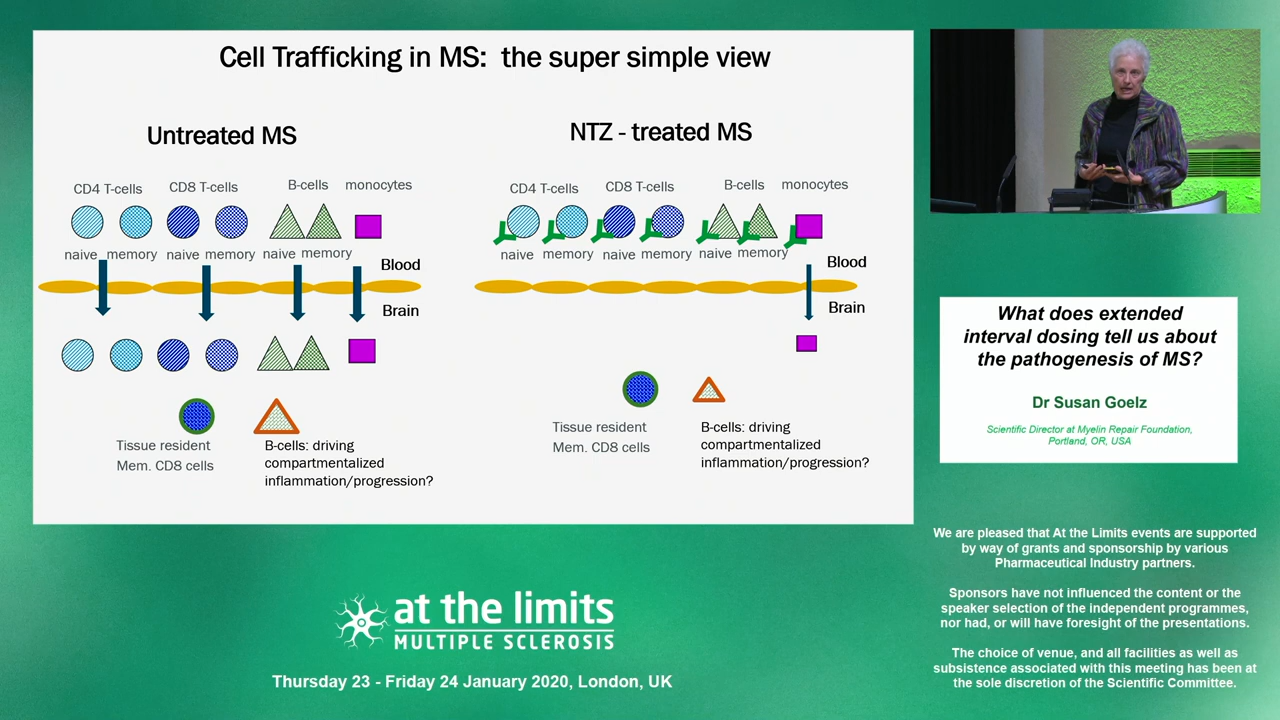 Cell Trafficking in MS: the super simple view
Untreated MS
CD4 T-cells CD8 T-cells B-cells monocytes
naive memory naive memory naive memory
Blood
Brain
Tissue resident
Mem. CD8 cells
B-cells: driving
compartmentalized
inflammation/progression?
NTZ - treated MS
CD4 T-cells CD8 T-cells B-cells monocytes
naive memory naive memory naive memory
Blood
Brain
Tissue resident
Mem. CD8 cells
B-cells: driving
compartmentalized
inflammation/progression?
What does extended
interval dosing tell us about
the pathogenesis of MS?
Dr Susan Goelz
Scientific Director at Myelin Repair Foundation,
Portland, OR, USA
We are pleased that At the Limits events are supported
by way of grants and sponsorship by various
Pharmaceutical Industry partners.
Sponsors have not influenced the content or the
speaker selection of the independent programmes,
nor had, or will have foresight of the presentations.
The choice of venue, and all facilities as well as
subsistence associated with this meeting has been at
the sole discretion of the Scientific Committee.
at the limits
MULTIPLE SCLEROSIS
Thursday 23 - Friday 24 January 2020, London, UK